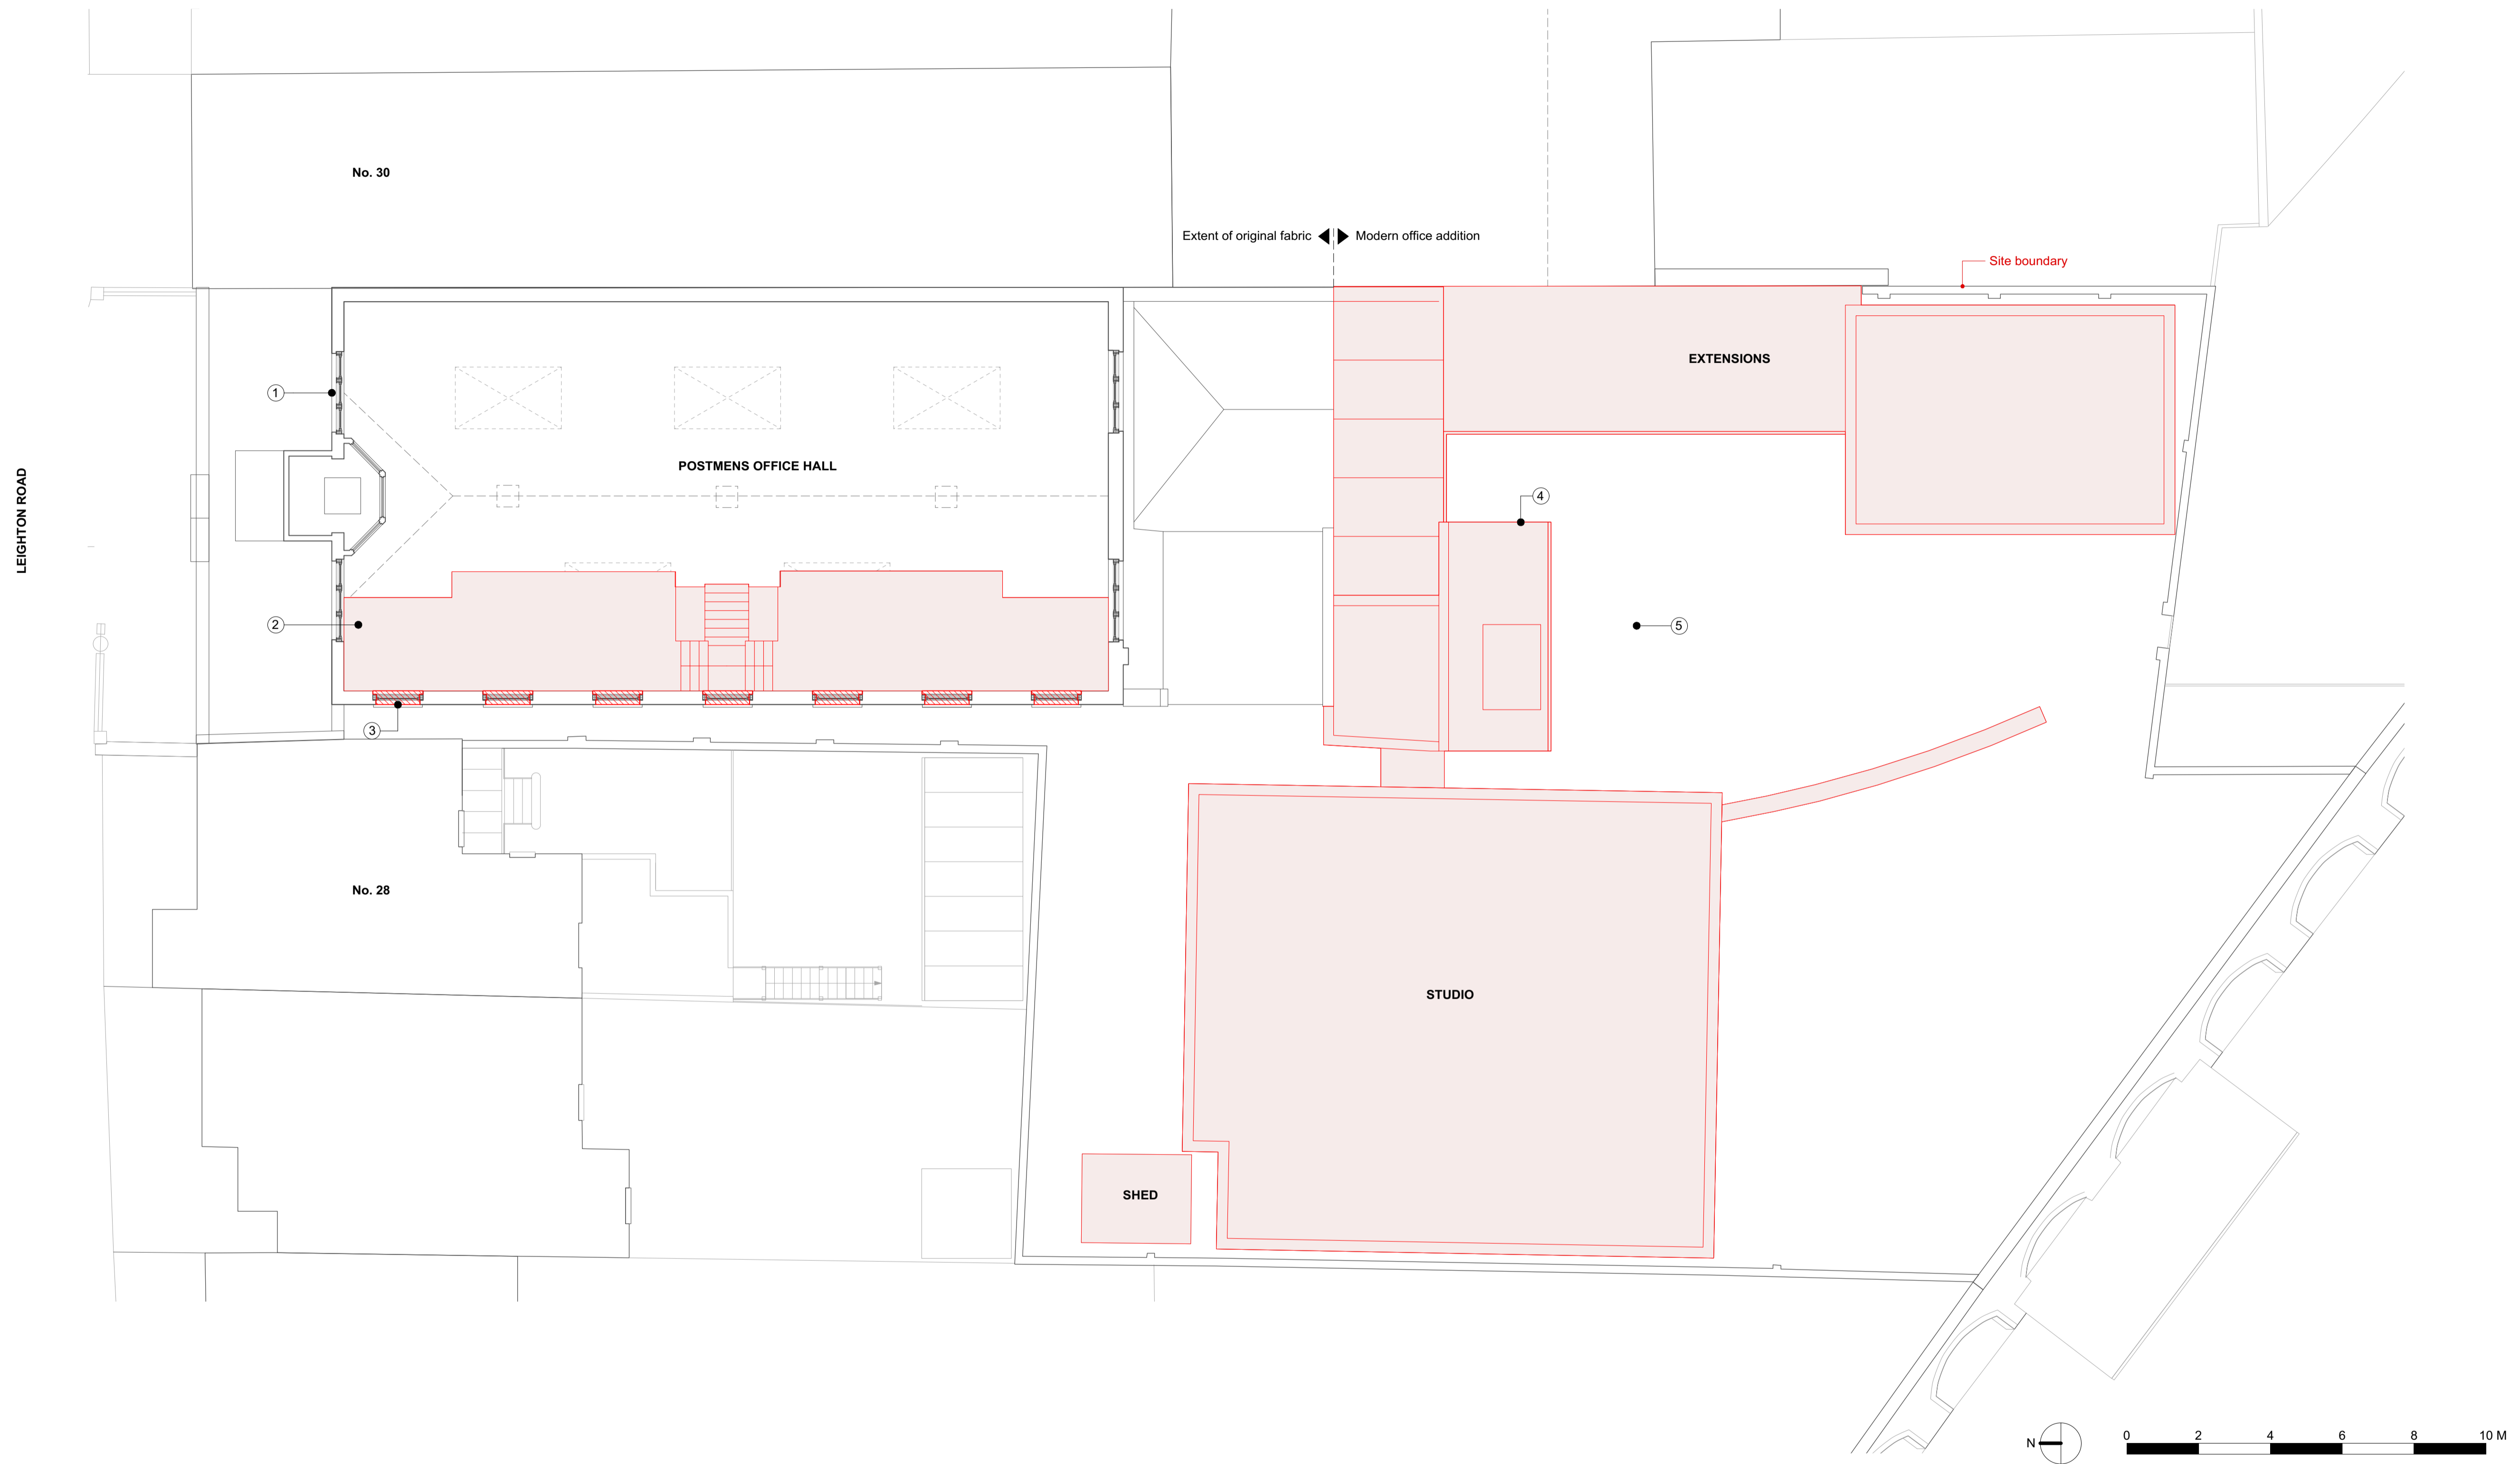 No. 30
Extent of original fabric
Modern office addition
Site boundary
EXTENSIONS
1
POSTMENS OFFICE HALL
LEIGHTON ROAD
4
2
5
3
No. 28
STUDIO
SHED
N
0 2 4 6 8 10 M